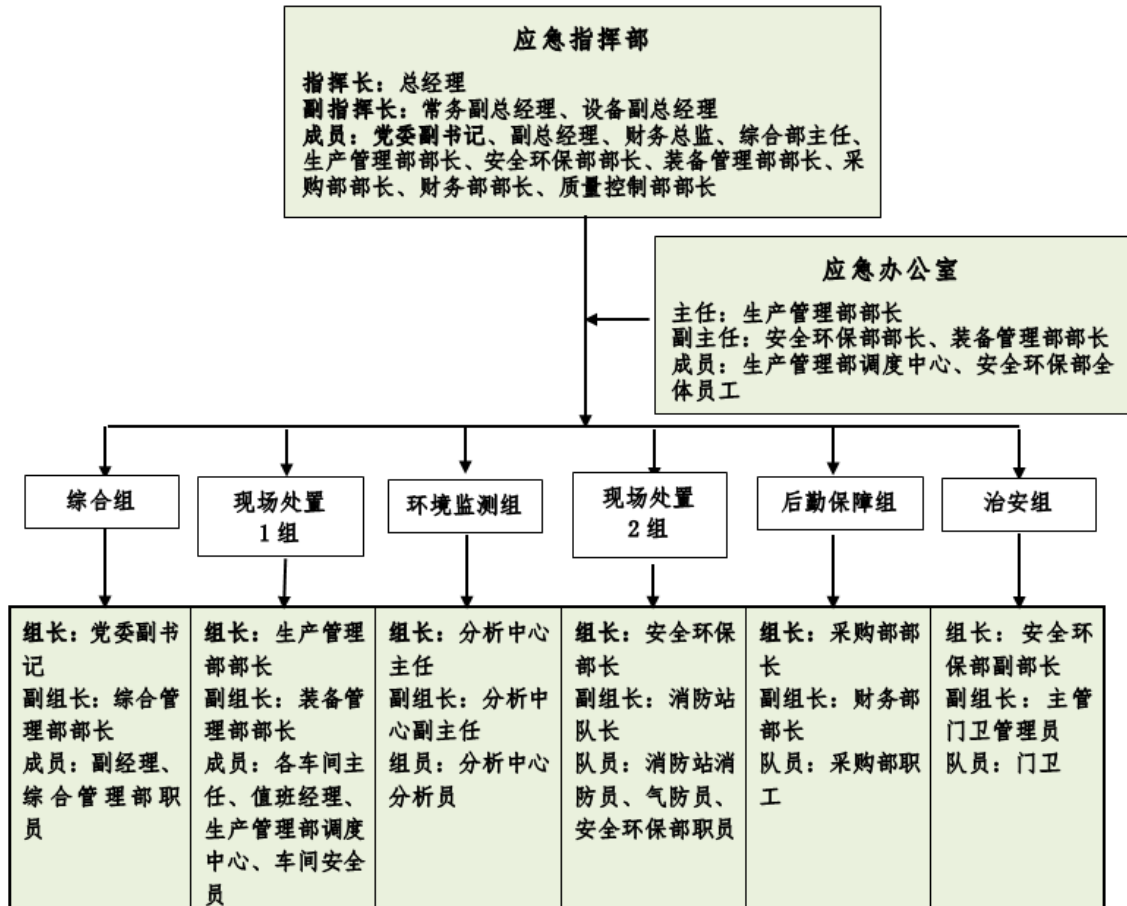 应急指挥部
指挥长：总经理
副指挥长：常务副总经理、设备副总经理
成员：党委副书记、副总经理、财务总监、综合部主任、
生产管理部部长、安全环保部部长、装备管理部部长、采
购部部长、财务部部长、质量控制部部长
应急办公室
主任：生产管理部部长
副主任：安全环保部部长、装备管理部部长
成员：生产管理部调度中心、安全环保部全
体员工
综合组
现场处置
1 组
环境监测组
现场处置
2 组
后勤保障组
治安组
组长：党委副书
记
副组长：综合管
理部部长
成员：副经理、
综合管理部职
员
组长：生产管理
部部长
副组长：装备管
理部部长
成员：各车间主
任、值班经理、
生产管理部调度
中心、车间安全
员
组长：分析中心
主任
副组长：分析中
心副主任
组员：分析中心
分析员
组长：安全环保
部长
副组长：消防站
队长
队员：消防站消
防员、气防员、
安全环保部职员
组长：采购部部
长
副组长：财务部
部长
队员：采购部职
工
组长：安全环
保部副部长
副组长：主管
门卫管理员
队员：门卫